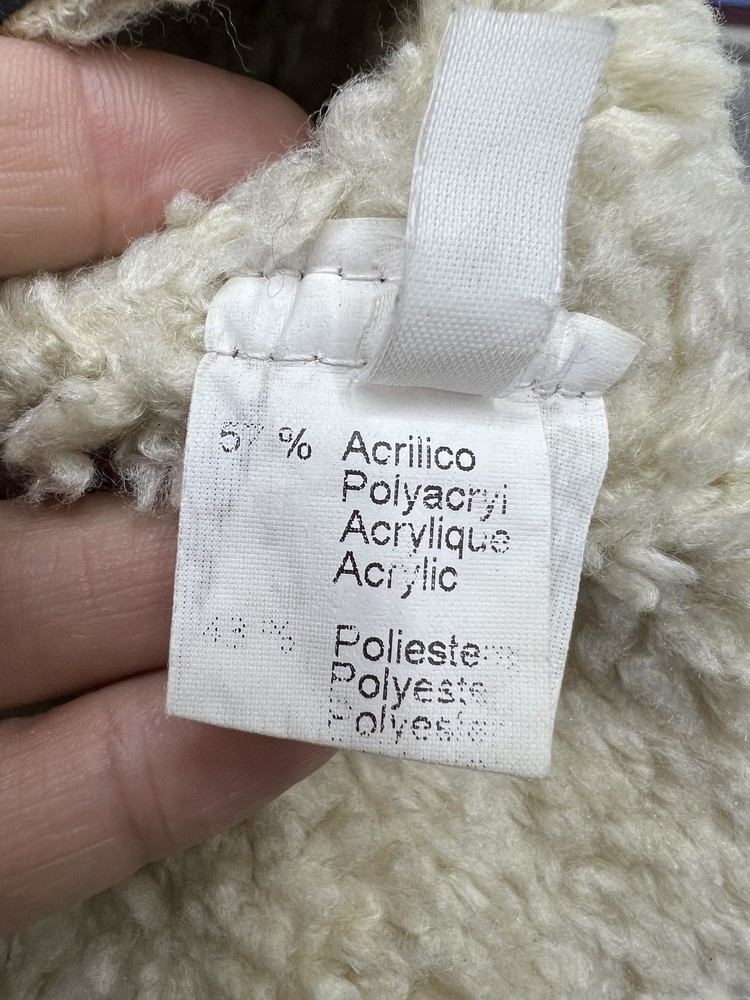 57 % Acrilico
Polyacryl
Acrylique
Acrylic
43 % Poliestere
Polyester
Polyester